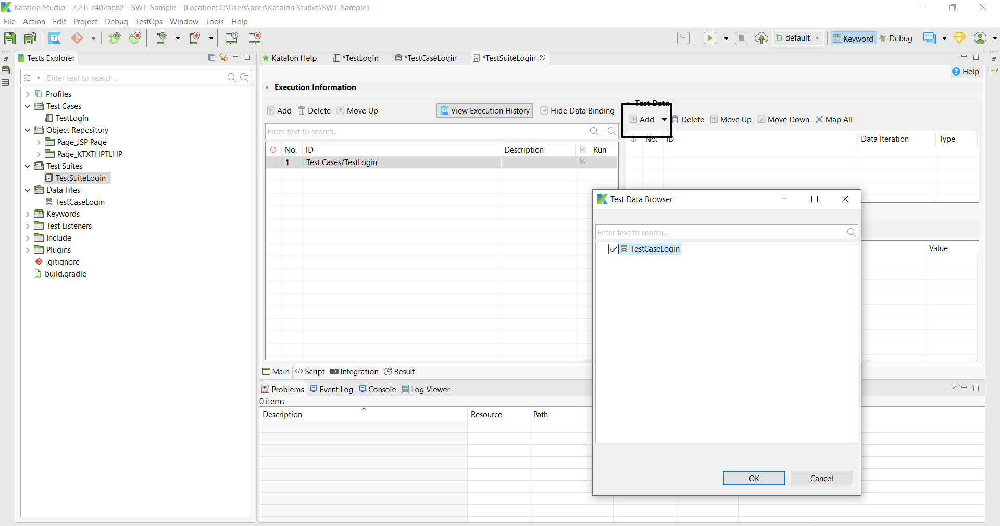 Katalon Studio - 7.2.6-c402acb2 - SWT_Sample - [Location: C:\Users\acer\Katalon Studio\SWT_Sample]
File Action Edit Project Debug TestOps Window Tools Help
default Keyword Debug
Tests Explorer
Enter text to search...
Profiles
Test Cases
TestLogin
Object Repository
Page_JSP Page
Page_KTXTHPTLHP
Test Suites
TestSuiteLogin
Data Files
TestCaseLogin
Keywords
Test Listeners
Include
Plugins
.gitignore
build.gradle
Katalon Help *TestLogin *TestCaseLogin *TestSuiteLogin
Help
Execution Information
Add Delete Move Up View Execution History Hide Data Binding
Enter text to search...
No. ID Description Run
1 Test Cases/TestLogin
Test Data
Add Delete Move Up Move Down Map All
No. ID Data Iteration Type
Value
Test Data Browser
Enter text to search...
TestCaseLogin
OK Cancel
Main Script Integration Result
Problems Event Log Console Log Viewer
0 items
Description Resource Path